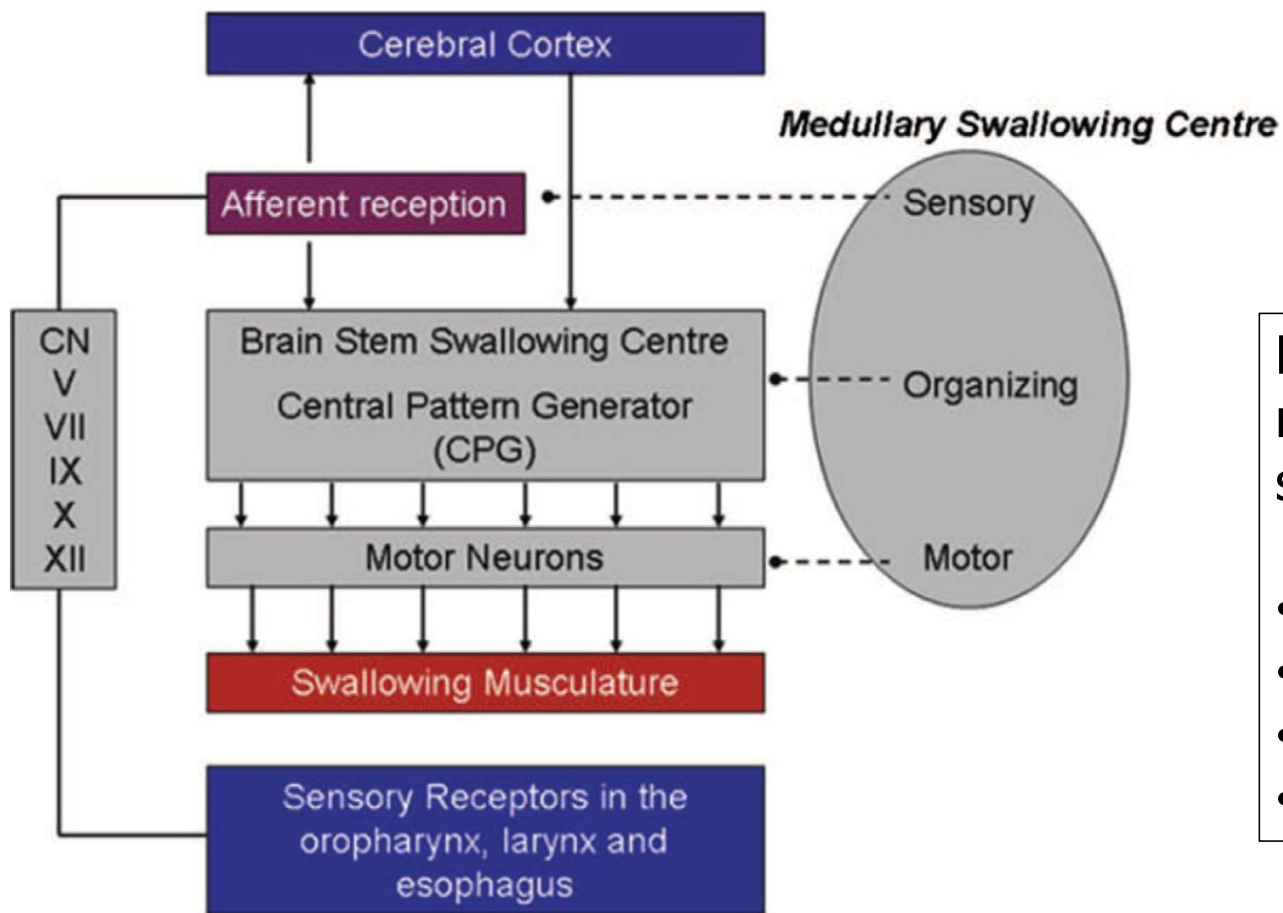 Cerebral Cortex
Medullary Swallowing Centre
Afferent reception
Sensory
CN
V
VII
IX
X
XII
Brain Stem Swallowing Centre
Central Pattern Generator
(CPG)
Organizing
Motor Neurons
Motor
Swallowing Musculature
Sensory Receptors in the
oropharynx, larynx and
esophagus